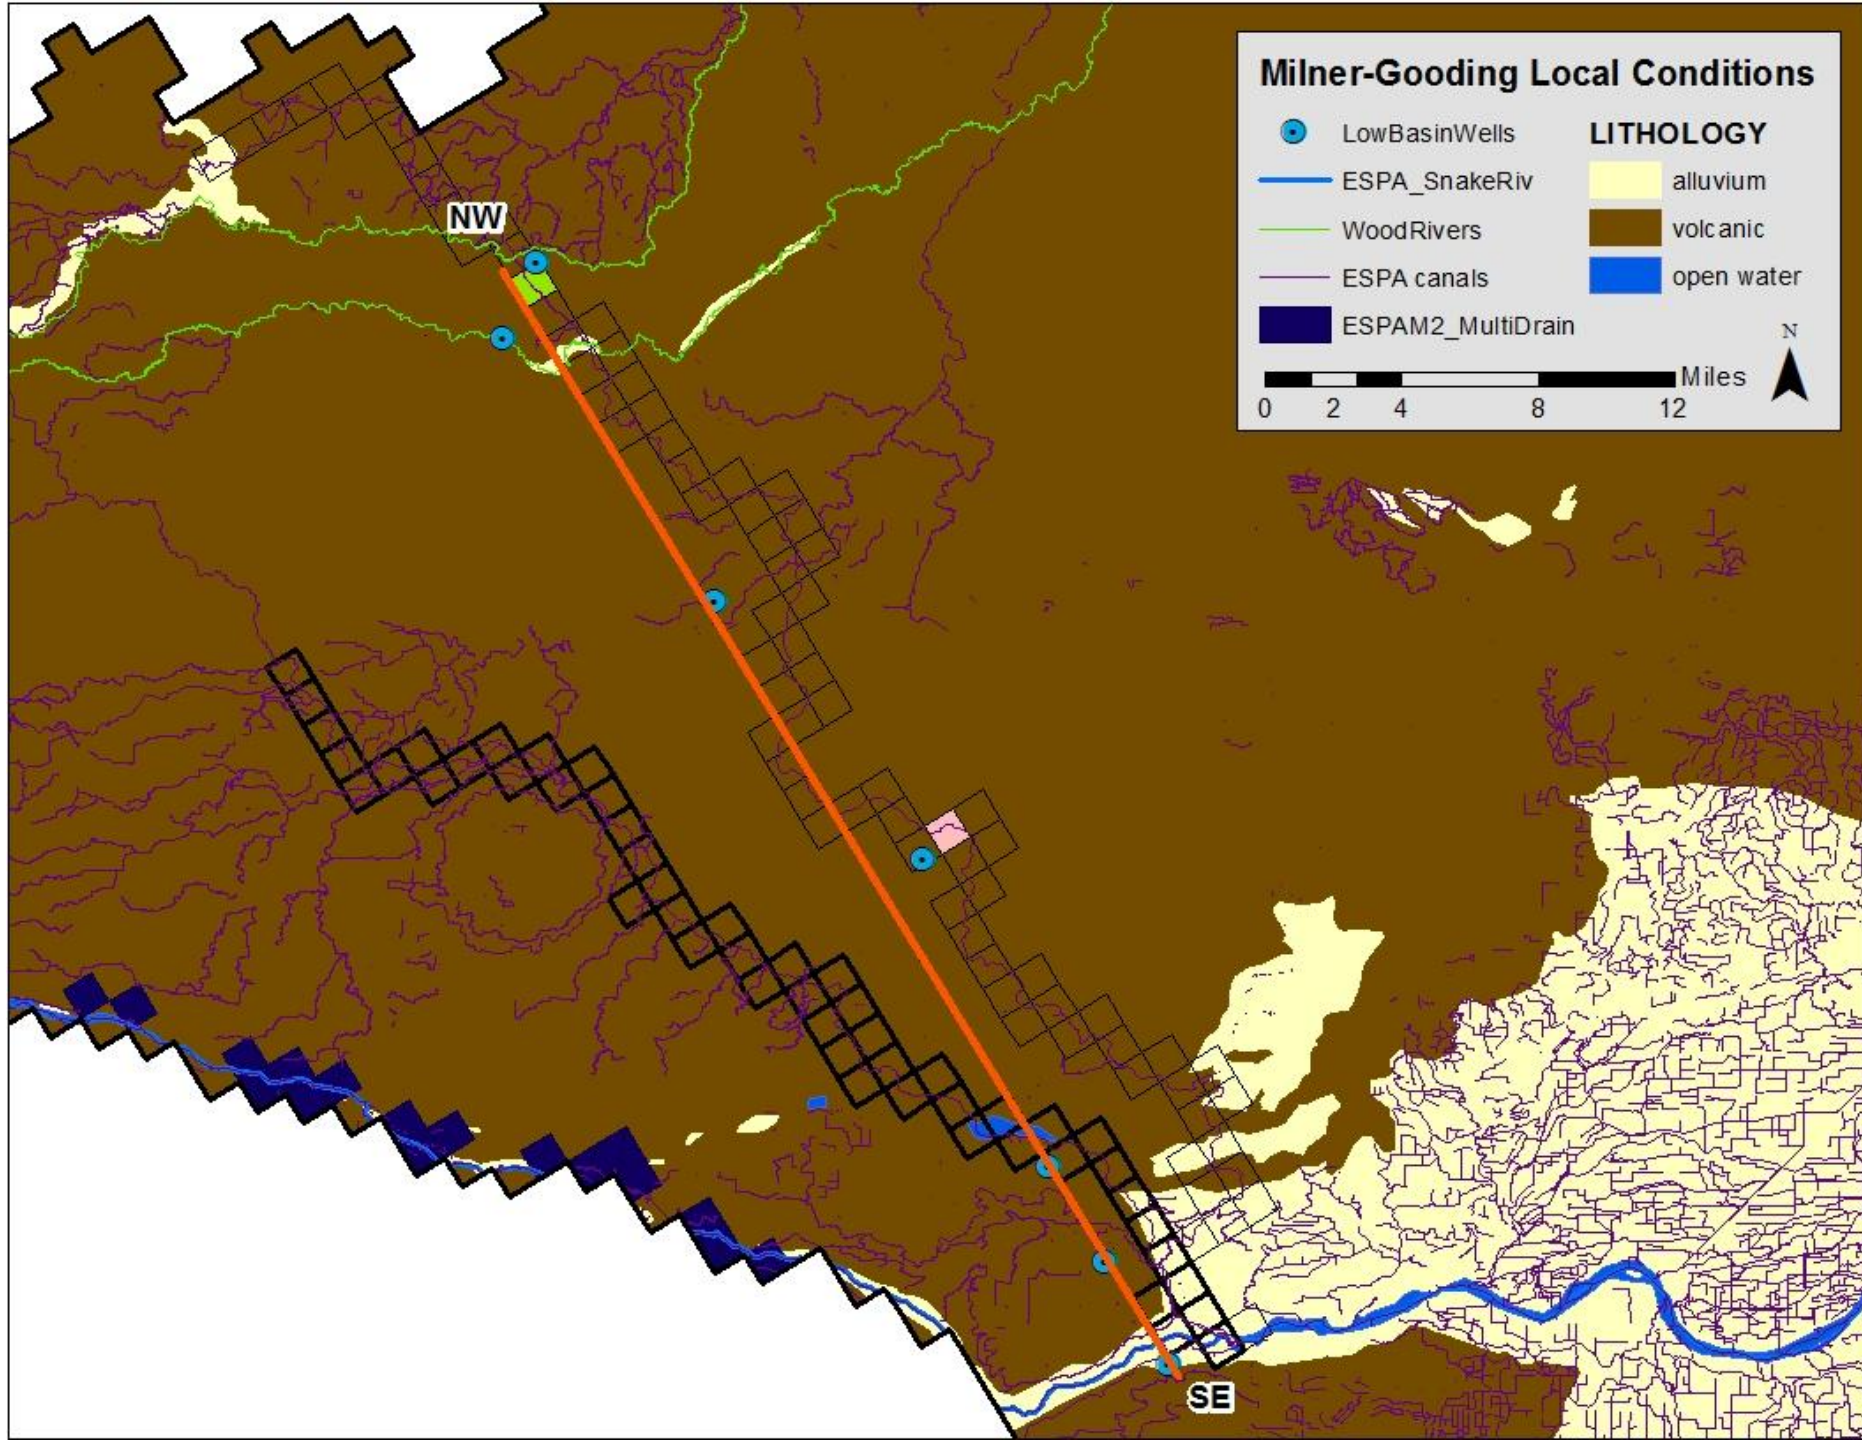 Milner-Gooding Local Conditions
LowBasinWells
LITHOLOGY
ESPA_SnakeRiv
alluvium
WoodRivers
volcanic
ESPA canals
open water
ESPAM2_MultiDrain
N
Miles
0 2 4 8 12
NW
SE